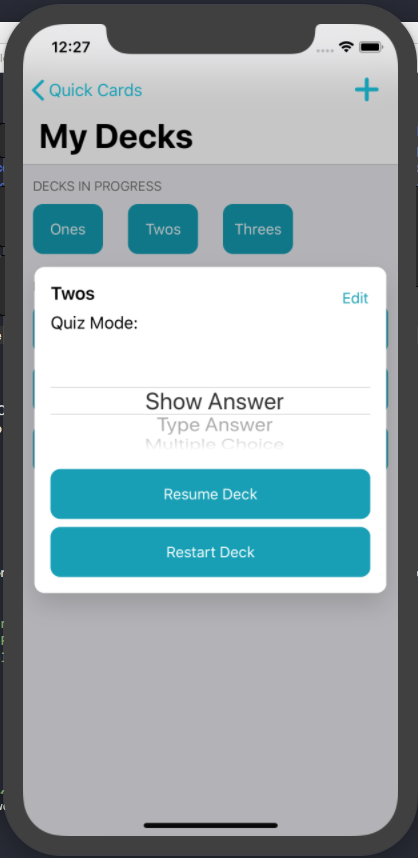 12:27
Quick Cards
My Decks
DECKS IN PROGRESS
Ones
Twos
Threes
Twos
Edit
Quiz Mode:
Show Answer
Type Answer
Multiple Choice
Resume Deck
Restart Deck